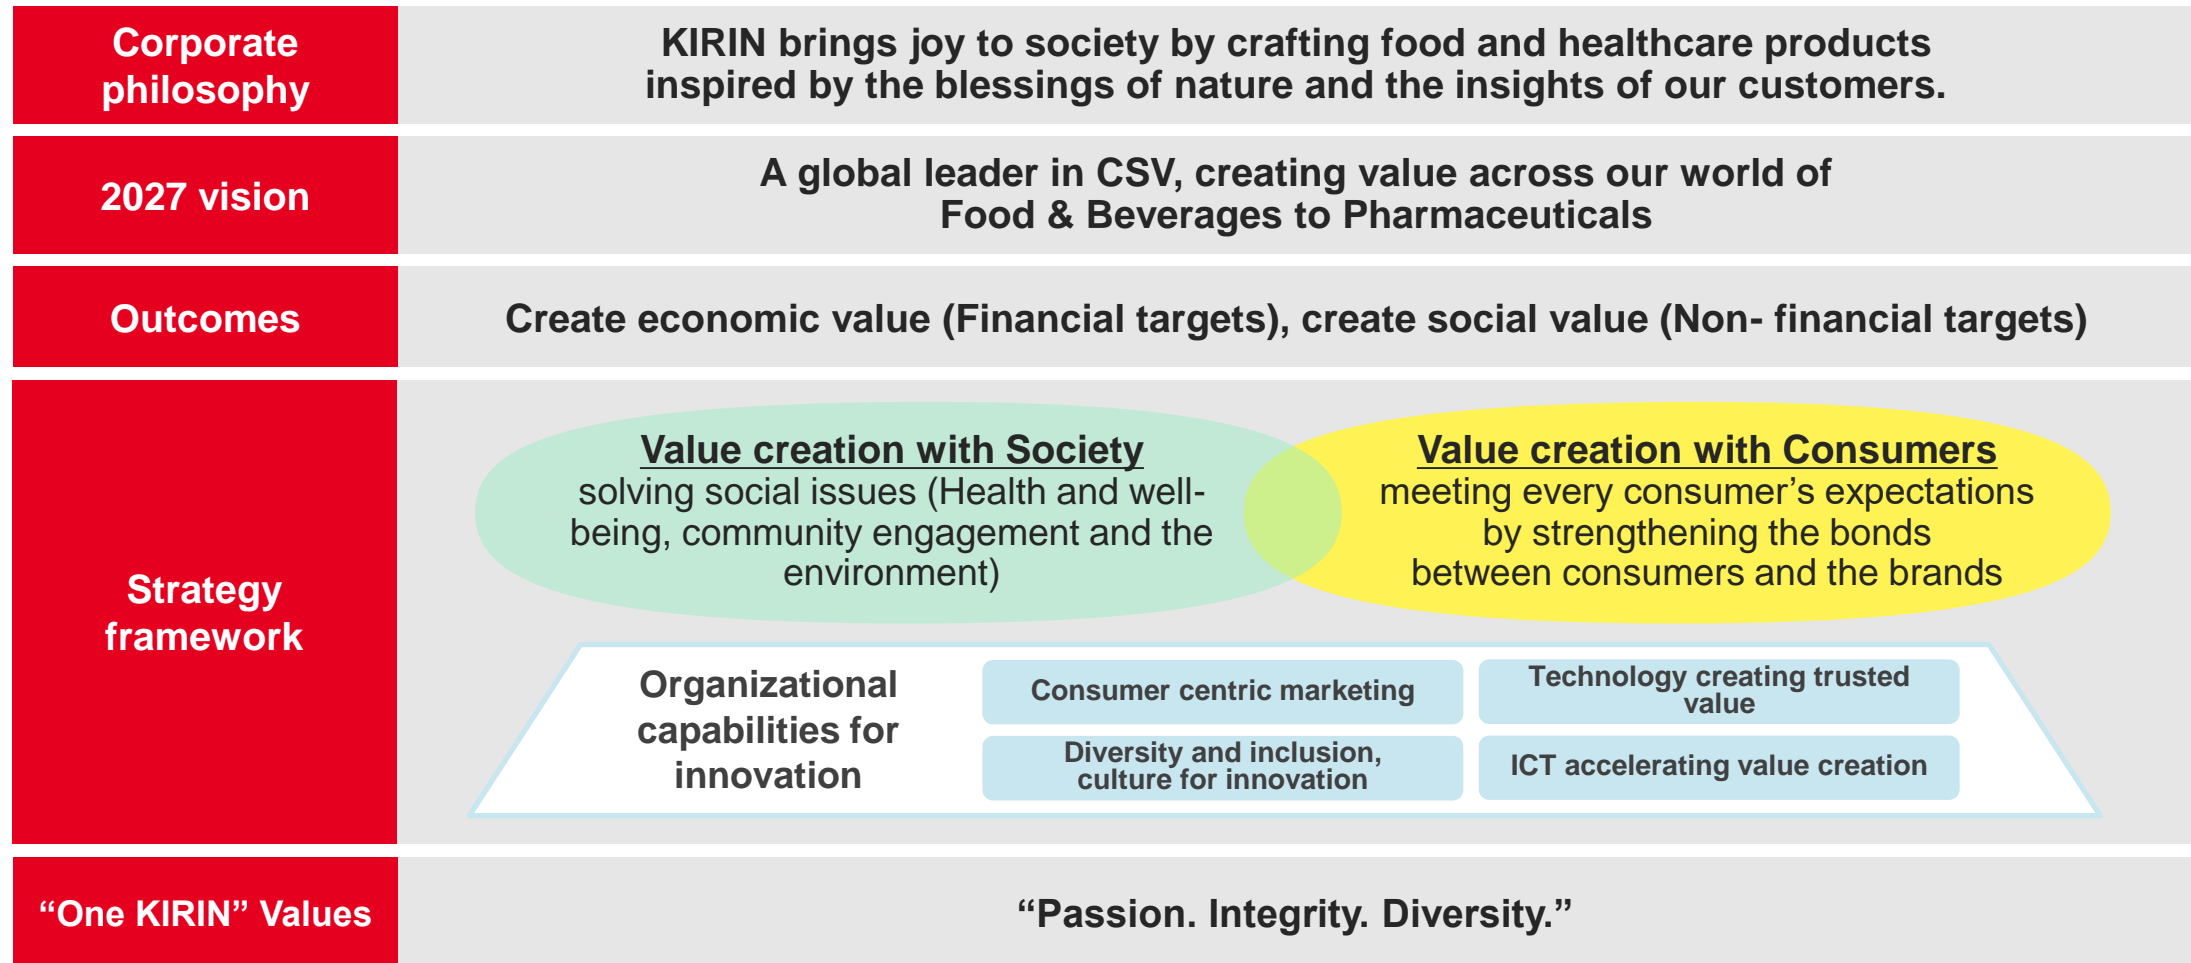 Corporate
philosophy
KIRIN brings joy to society by crafting food and healthcare products
inspired by the blessings of nature and the insights of our customers.
2027 vision
A global leader in CSV, creating value across our world of
Food & Beverages to Pharmaceuticals
Outcomes
Create economic value (Financial targets), create social value (Non- financial targets)
Strategy
framework
Value creation with Society
solving social issues (Health and well-
being, community engagement and the
environment)
Value creation with Consumers
meeting every consumer’s expectations
by strengthening the bonds
between consumers and the brands
Organizational
capabilities for
innovation
Consumer centric marketing
Technology creating trusted
value
Diversity and inclusion,
culture for innovation
ICT accelerating value creation
“One KIRIN” Values
“Passion. Integrity. Diversity.”